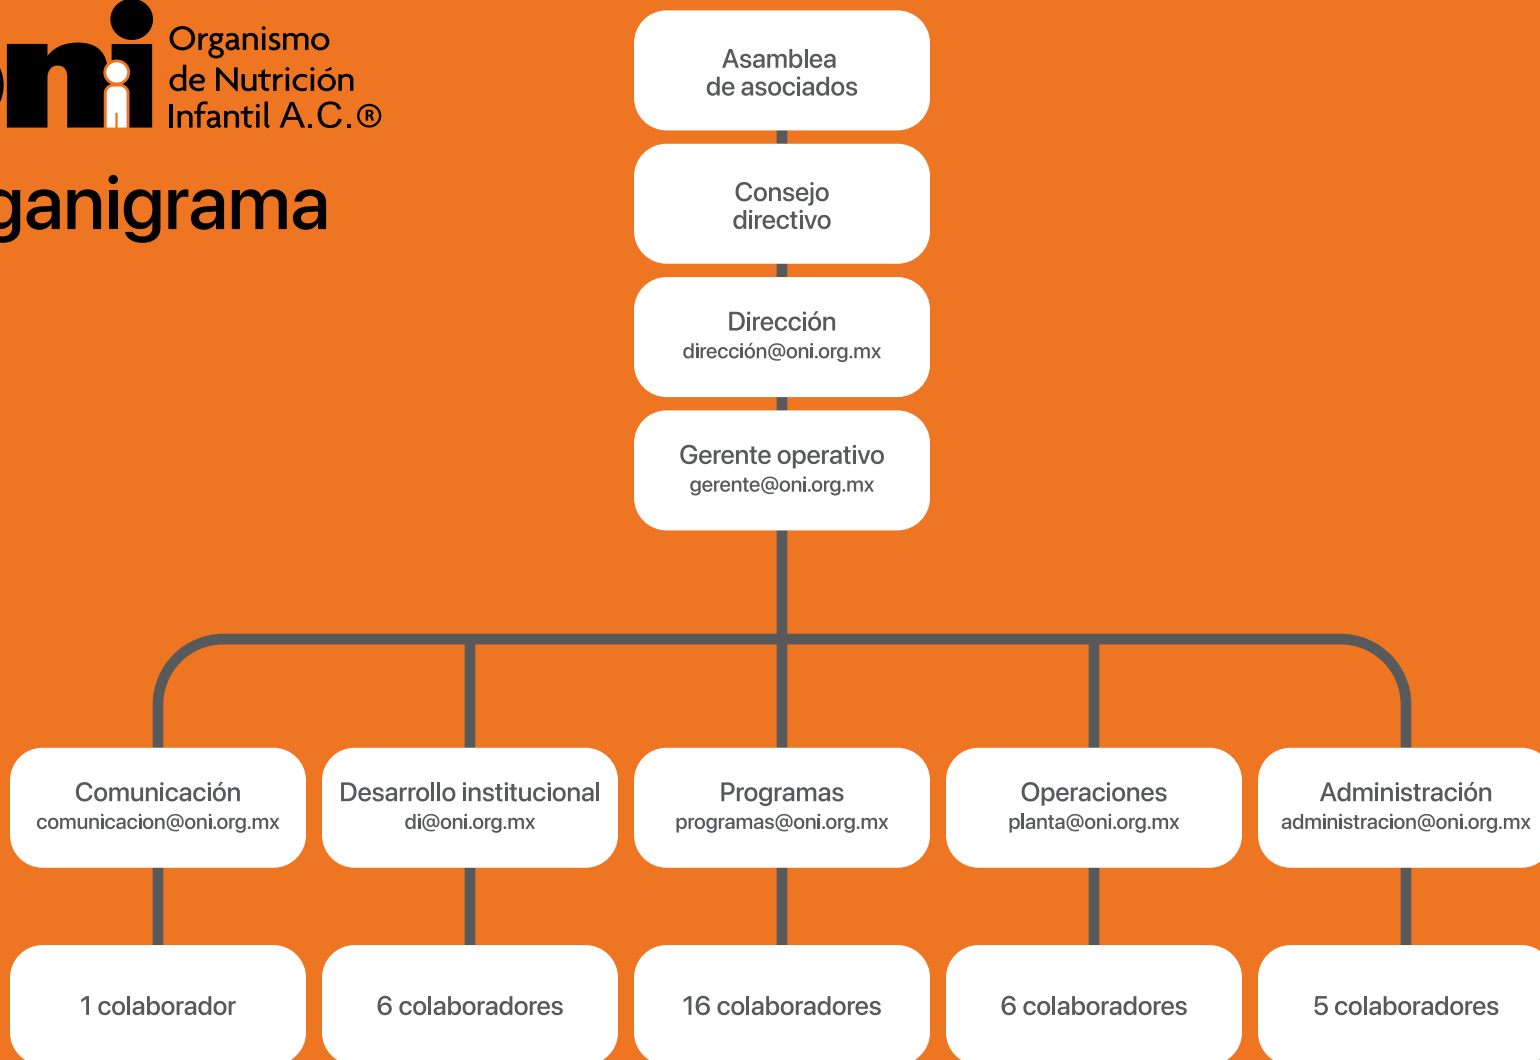 oni
Organismo
de Nutrición
Infantil A.C.®
ganigrama
Asamblea
de asociados
Consejo
directivo
Dirección
dirección@oni.org.mx
Gerente operativo
gerente@oni.org.mx
Comunicación
comunicacion@oni.org.mx
Desarrollo institucional
di@oni.org.mx
Programas
programas@oni.org.mx
Operaciones
planta@oni.org.mx
Administración
administracion@oni.org.mx
1 colaborador
6 colaboradores
16 colaboradores
6 colaboradores
5 colaboradores